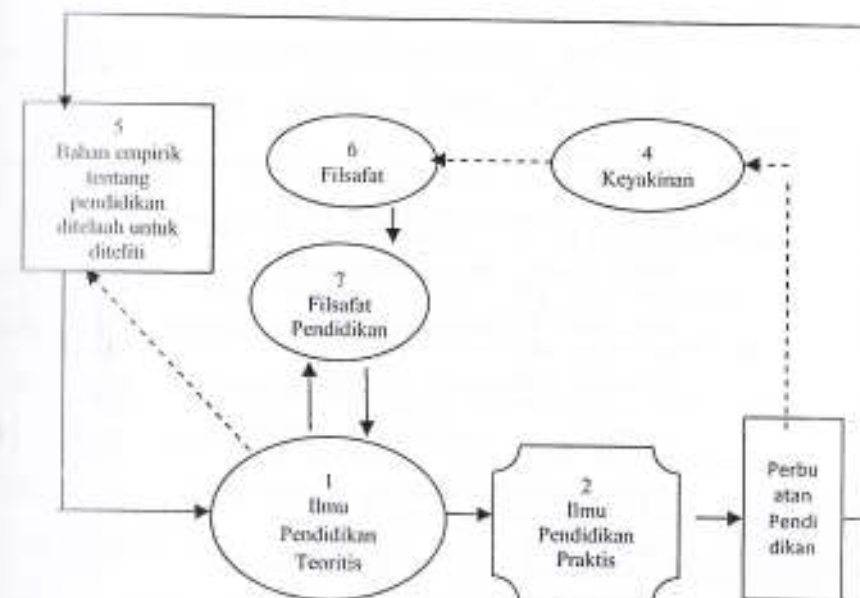 5
Bahan empirik
tentang
pendidikan
ditelaah untuk
diteliti
6
Filsafat
4
Keyakinan
7
Filsafat
Pendidikan
1
Ilmu
Pendidikan
Teoritis
2
Ilmu
Pendidikan
Praktis
Perbu
atan
Pendi
dikan